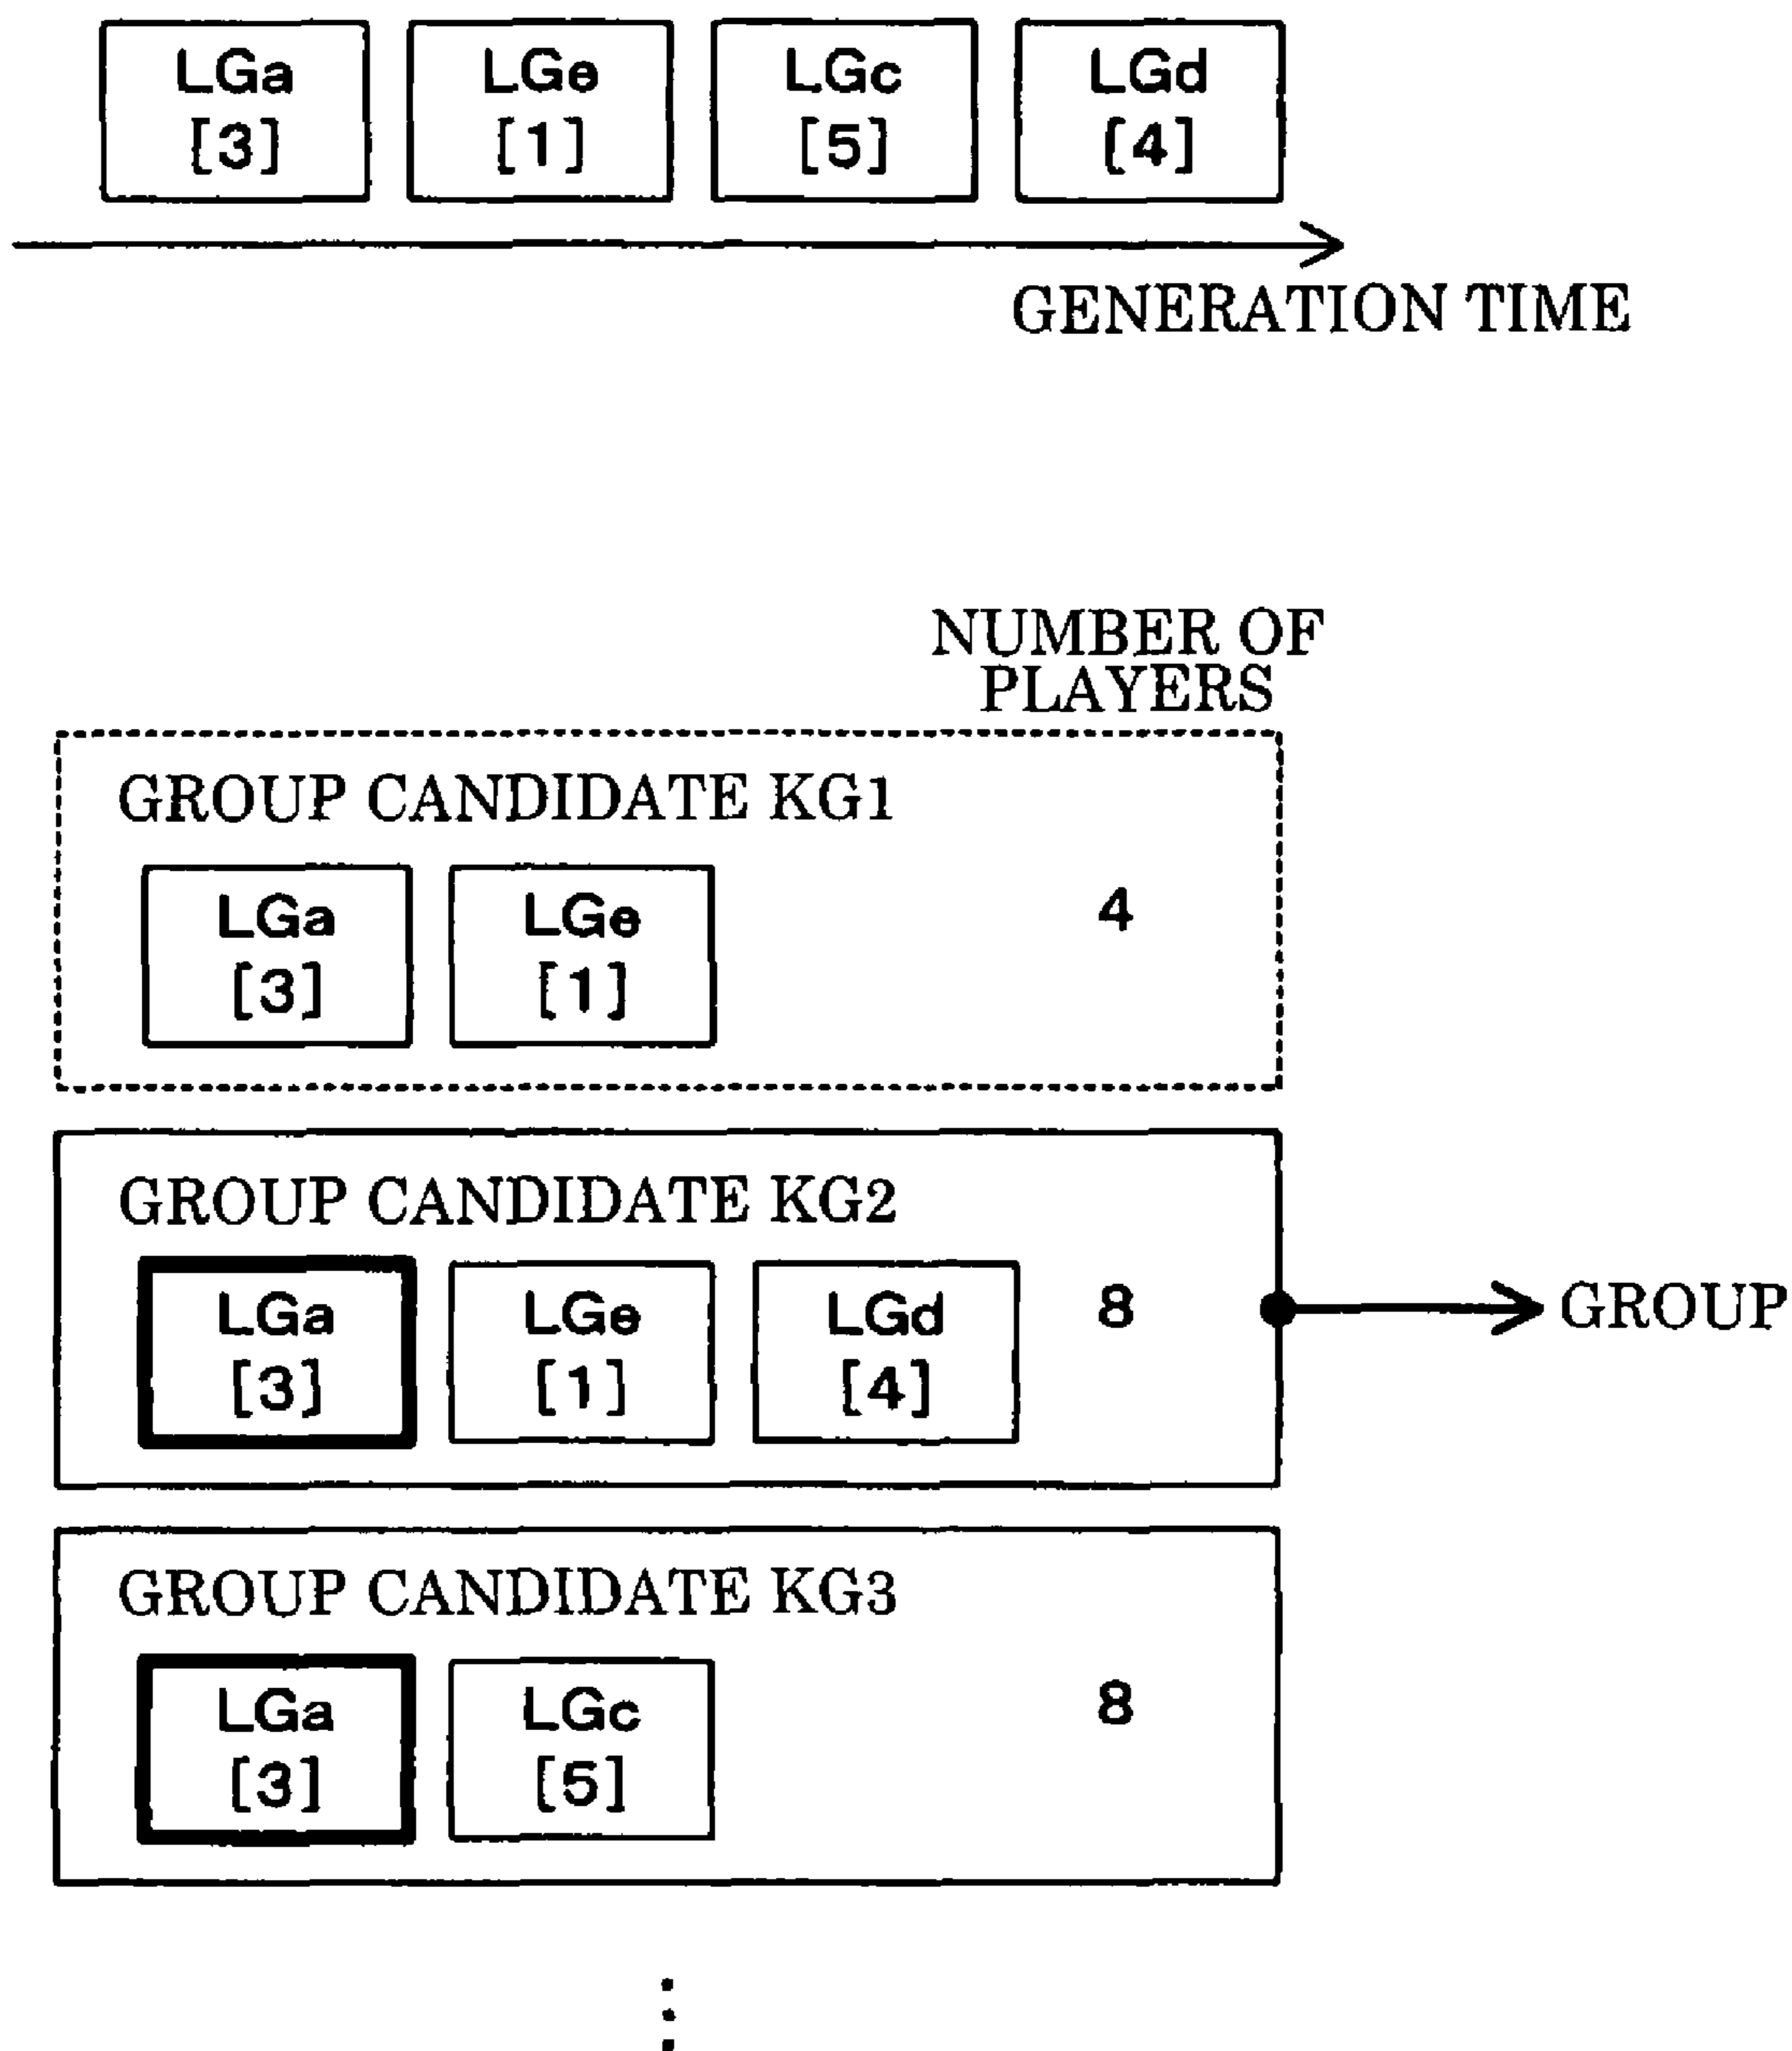 LGa LGe LGc LGd
[3] [1] [5] [4]
GENERATION TIME
NUMBER OF
PLAYERS
GROUP CANDIDATE KG1
LGa LGe 4
[3] [1]
GROUP CANDIDATE KG2
LGa LGe LGd 8 GROUP
[3] [1] [4]
GROUP CANDIDATE KG3
LGa LGc 8
[3] [5]